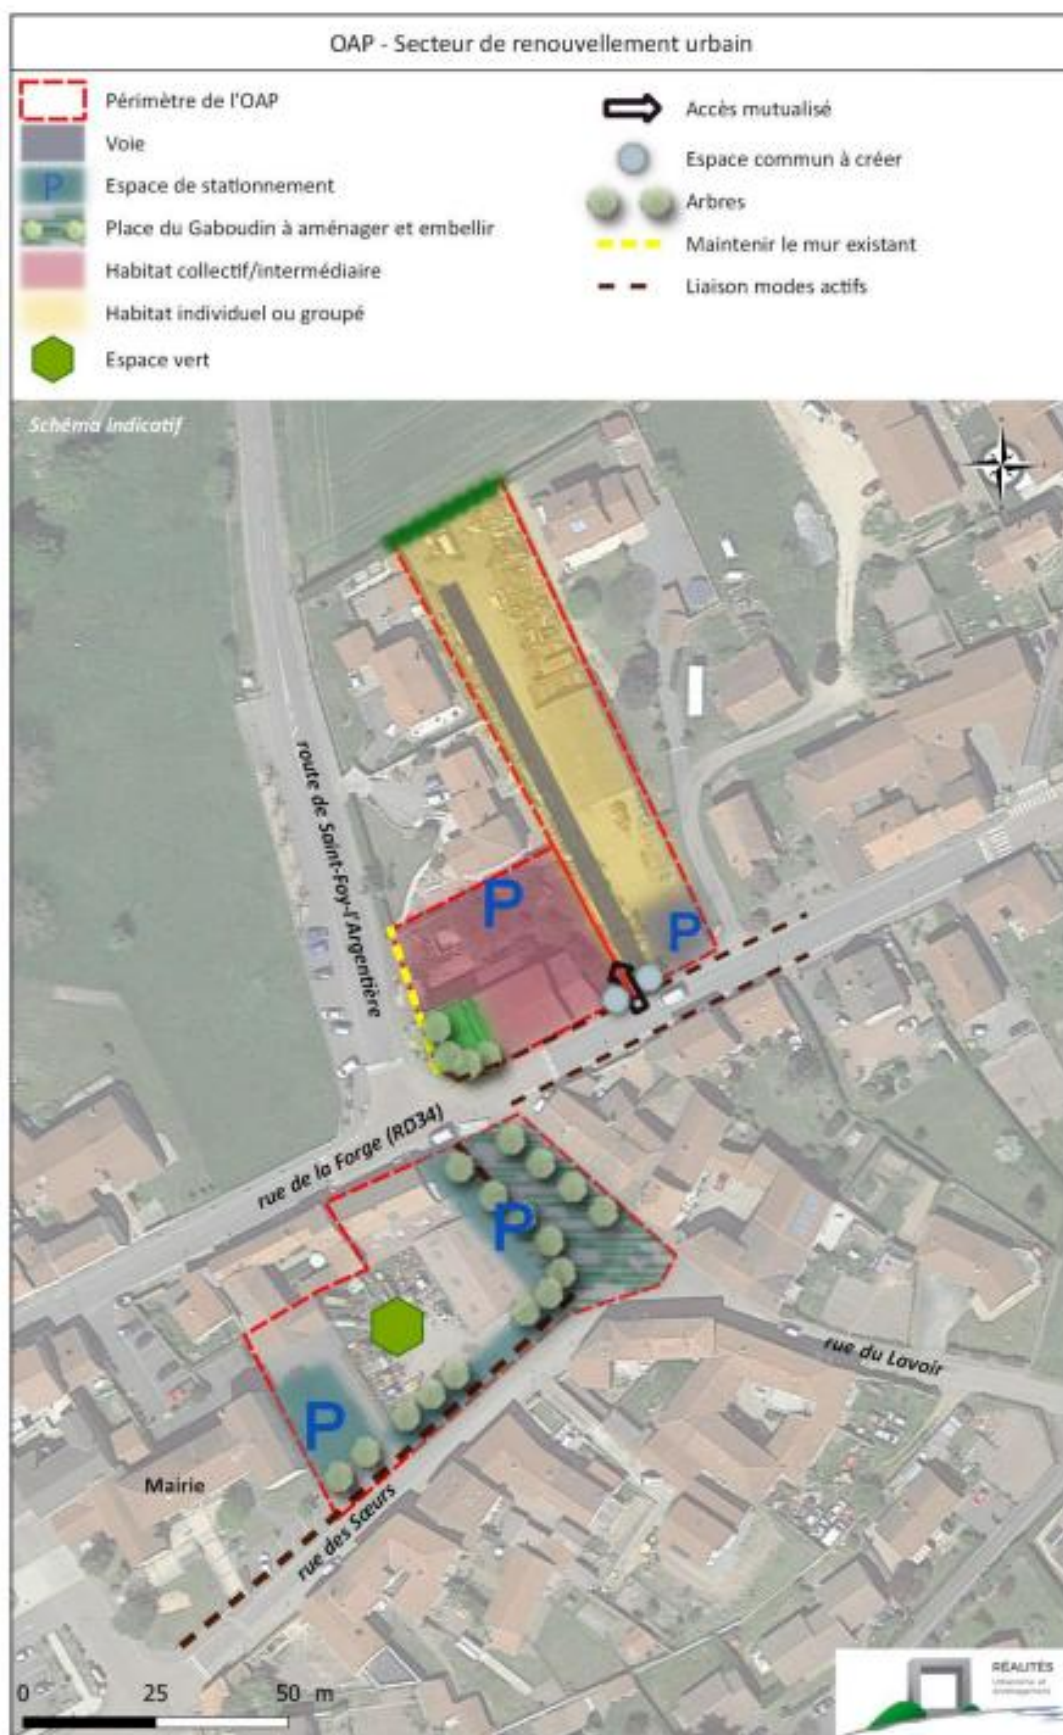 OAP - Secteur de renouvellement urbain
Périmètre de l'OAP
Voie
P
Espace de stationnement
Place du Gaboudin à aménager et embellir
Habitat collectif/intermédiaire
Habitat individuel ou groupé
Espace vert
Accès mutualisé
Espace commun à créer
Arbres
Maintenir le mur existant
Liaison modes actifs
Schéma indicatif
route de Saint-Foy-l'Argentière
P
P
rue de la Forge (RD34)
P
rue du Lavoir
P
Mairie
rue des Sœurs
0 25 50 m
RÉALITÉS
Urbanisme et
Aménagement